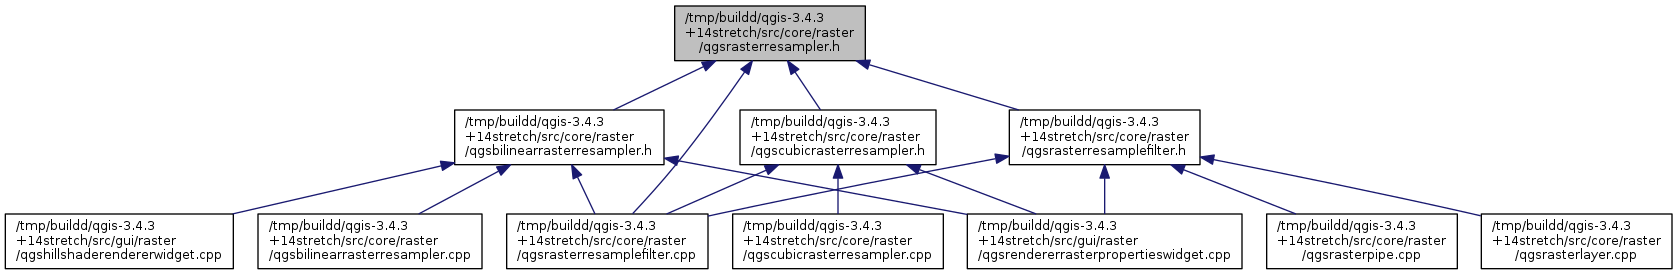 /tmp/buildd/qgis-3.4.3
+14stretch/src/core/raster
/qgsrasterresampler.h
/tmp/buildd/qgis-3.4.3
+14stretch/src/core/raster
/qgsbilinearrasterresampler.h
/tmp/buildd/qgis-3.4.3
+14stretch/src/core/raster
/qgscubicrasterresampler.h
/tmp/buildd/qgis-3.4.3
+14stretch/src/core/raster
/qgsrasterresamplefilter.h
/tmp/buildd/qgis-3.4.3
+14stretch/src/gui/raster
/qgshillshaderendererwidget.cpp
/tmp/buildd/qgis-3.4.3
+14stretch/src/core/raster
/qgsbilinearrasterresampler.cpp
/tmp/buildd/qgis-3.4.3
+14stretch/src/core/raster
/qgsrasterresamplefilter.cpp
/tmp/buildd/qgis-3.4.3
+14stretch/src/core/raster
/qgscubicrasterresampler.cpp
/tmp/buildd/qgis-3.4.3
+14stretch/src/gui/raster
/qgsrendererrasterpropertieswidget.cpp
/tmp/buildd/qgis-3.4.3
+14stretch/src/core/raster
/qgsrasterpipe.cpp
/tmp/buildd/qgis-3.4.3
+14stretch/src/core/raster
/qgsrasterlayer.cpp